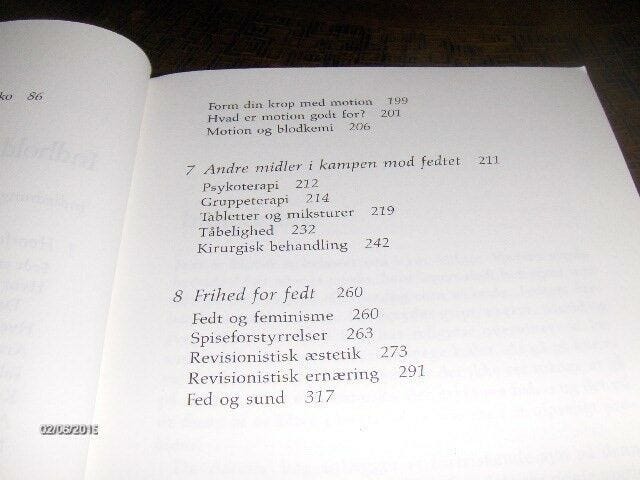 ko 86
Form din krop med motion 199
Hvad er motion godt for? 201
Motion og blodkemi 206
7 Andre midler i kampen mod fedtet 211
Psykoterapi 212
Gruppeterapi 214
Tabletter og miksturer 219
Tåbelighed 232
Kirurgisk behandling 242
8 Frihed for fedt 260
Fedt og feminisme 260
Spiseforstyrrelser 263
Revisionistisk æstetik 273
Revisionistisk ernæring 291
Fed og sund 317
02/08/2015